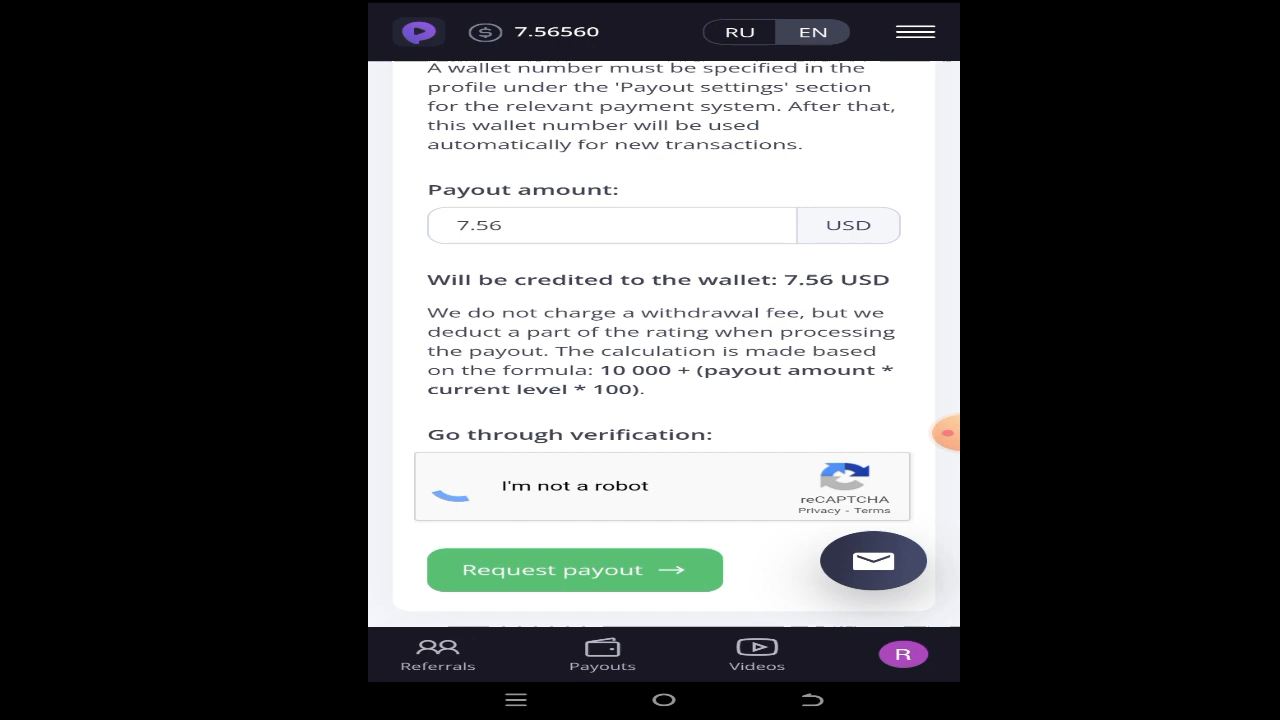 7.56560
RU EN
A wallet number must be specified in the
profile under the 'Payout settings' section
for the relevant payment system. After that,
this wallet number will be used
automatically for new transactions.
Payout amount:
7.56 USD
Will be credited to the wallet: 7.56 USD
We do not charge a withdrawal fee, but we
deduct a part of the rating when processing
the payout. The calculation is made based
on the formula: 10 000 + (payout amount *
current level * 100).
Go through verification:
I'm not a robot
reCAPTCHA
Privacy - Terms
Request payout →
Referrals Payouts Videos R